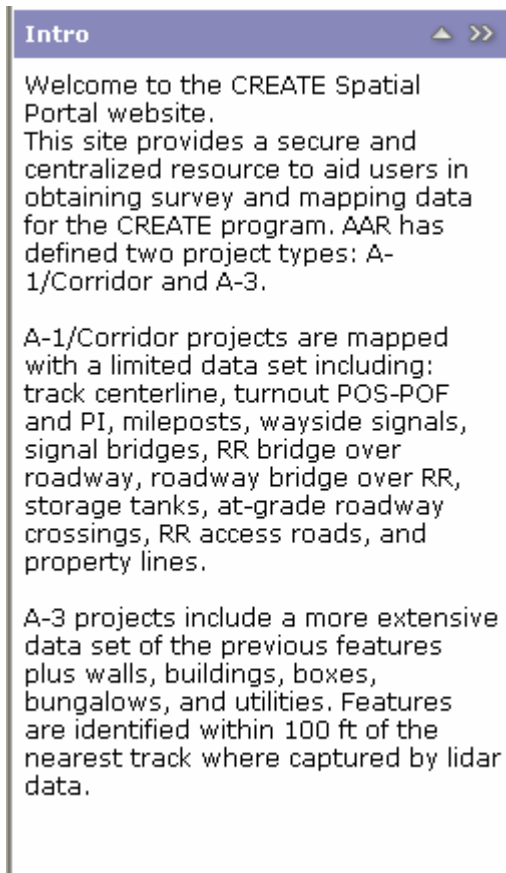 Intro
Welcome to the CREATE Spatial
Portal website.
This site provides a secure and
centralized resource to aid users in
obtaining survey and mapping data
for the CREATE program. AAR has
defined two project types: A-
1/Corridor and A-3.
A-1/Corridor projects are mapped
with a limited data set including:
track centerline, turnout POS-POF
and PI, mileposts, wayside signals,
signal bridges, RR bridge over
roadway, roadway bridge over RR,
storage tanks, at-grade roadway
crossings, RR access roads, and
property lines.
A-3 projects include a more extensive
data set of the previous features
plus walls, buildings, boxes,
bungalows, and utilities. Features
are identified within 100 ft of the
nearest track where captured by lidar
data.